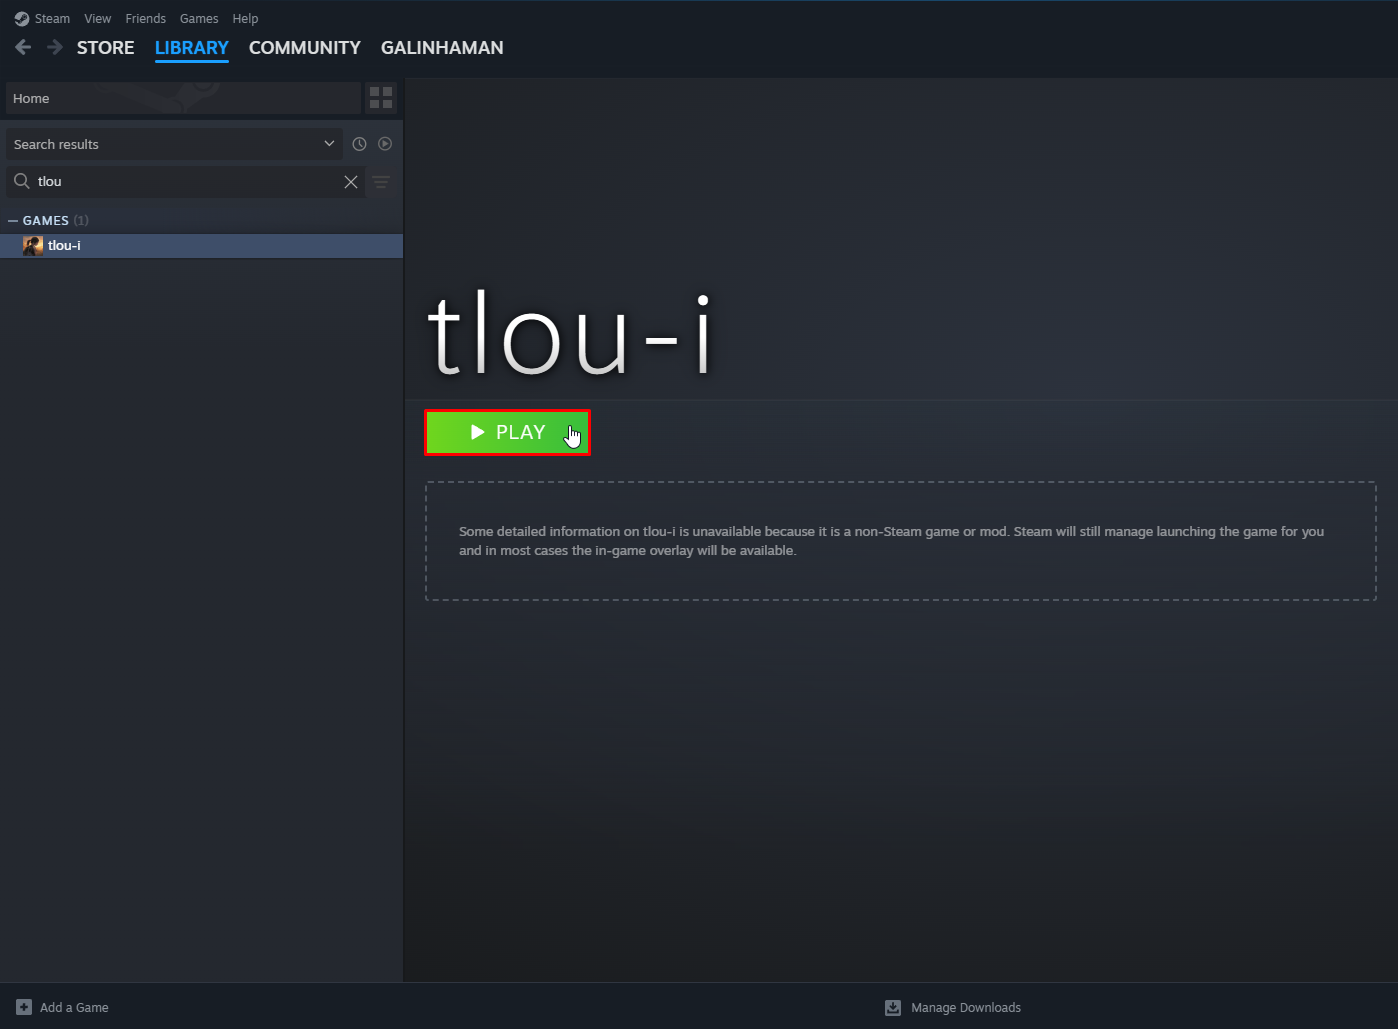 Steam View Friends Games Help
STORE LIBRARY COMMUNITY GALINHAMAN
Home
Search results
tlou
GAMES (1)
tlou-i
tlou-i
PLAY
Some detailed information on tlou-i is unavailable because it is a non-Steam game or mod. Steam will still manage launching the game for you
and in most cases the in-game overlay will be available.
Add a Game
Manage Downloads